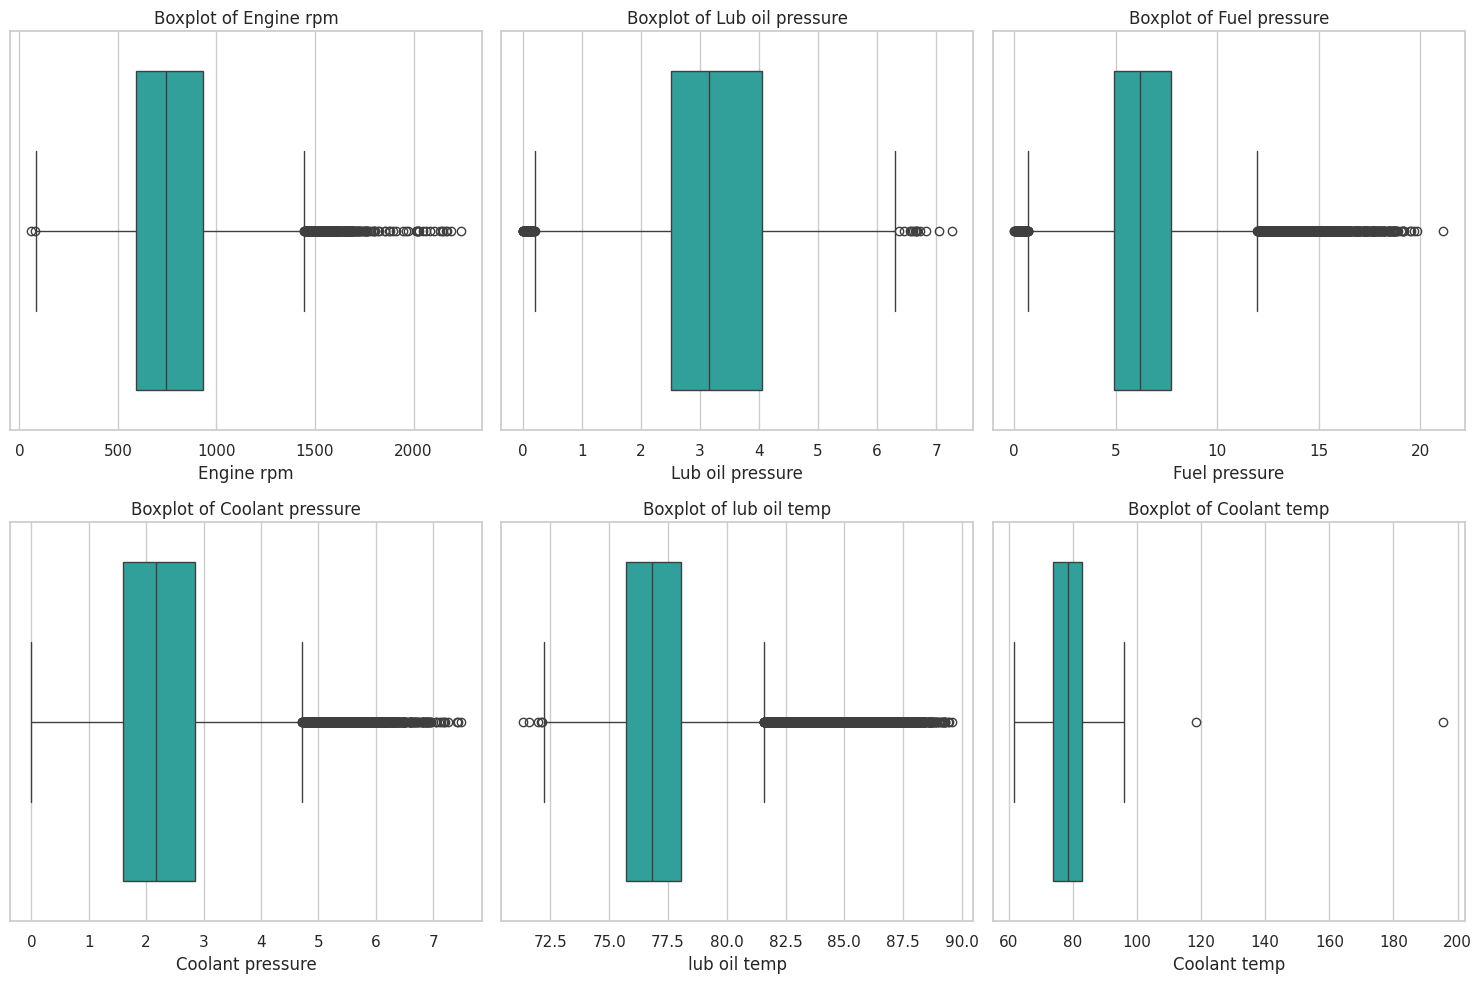 Boxplot of Engine rpm
0 500 1000 1500 2000
Engine rpm
Boxplot of Lub oil pressure
0 1 2 3 4 5 6 7
Lub oil pressure
Boxplot of Fuel pressure
0 5 10 15 20
Fuel pressure
Boxplot of Coolant pressure
0 1 2 3 4 5 6 7
Coolant pressure
Boxplot of lub oil temp
72.5 75.0 77.5 80.0 82.5 85.0 87.5 90.0
lub oil temp
Boxplot of Coolant temp
60 80 100 120 140 160 180 200
Coolant temp